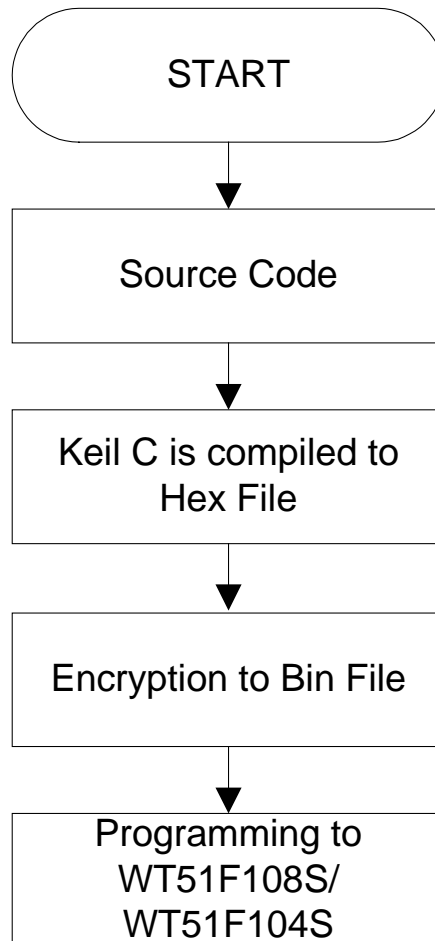 START
Source Code
Keil C is compiled to
Hex File
Encryption to Bin File
Programming to
WT51F108S/
WT51F104S